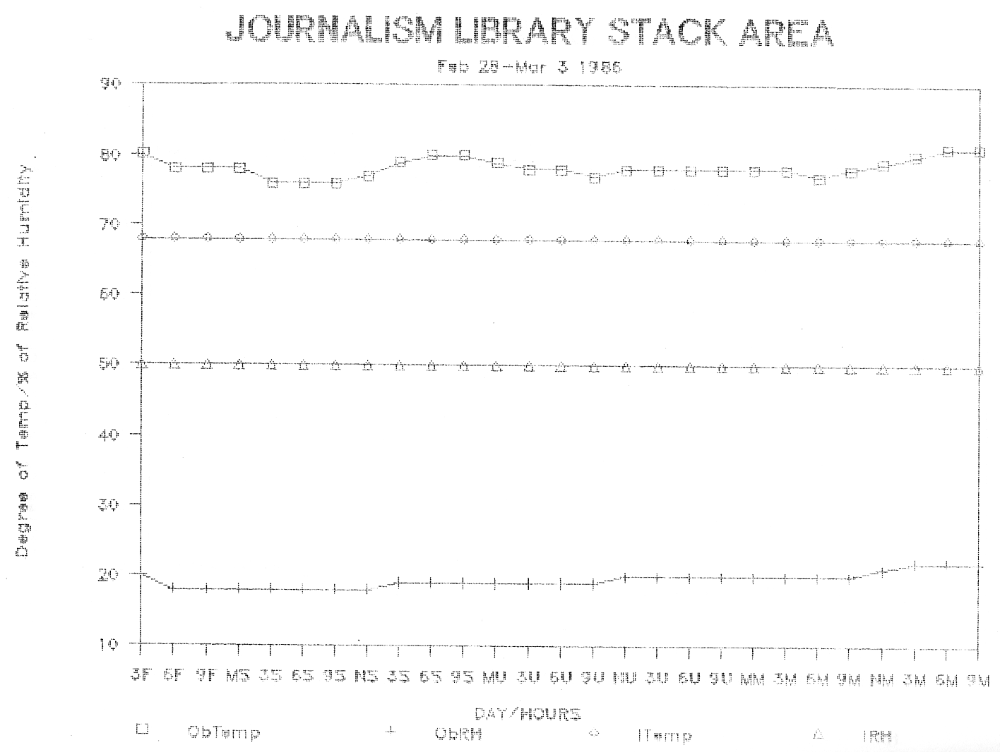 JOURNALISM LIBRARY STACK AREA
Feb 28-Mar 3 1986
90
80
70
60
50
40
30
20
10
Degree of Temp/% of Relative Humidity
3F 6F 9F MS 3S 6S 9S NS 3S 6S 9S MU 3U 6U 9U NU 3U 6U 9U MM 3M 6M 9M NM 3M 6M 9M
DAY/HOURS
ObTemp ObRH ITemp IRH